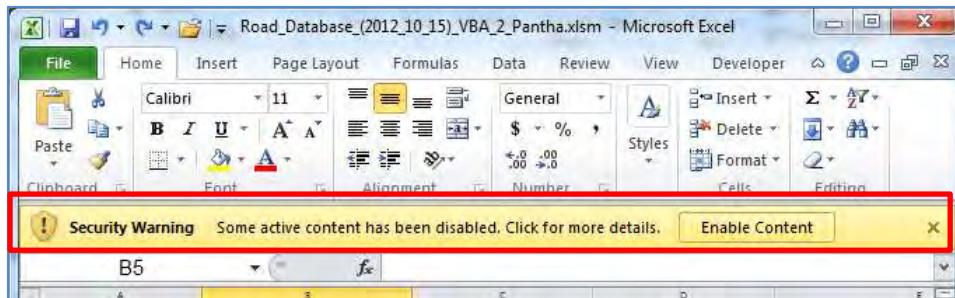 Road_Database_(2012_10_15)_VBA_2_Pantha.xlsm - Microsoft Excel
File Home Insert Page Layout Formulas Data Review View Developer
Calibri 11 General Insert Σ
Paste B I U A A $ % , Styles Delete
A Format
Clipboard Font Alignment Number Cells Editing
Security Warning Some active content has been disabled. Click for more details. Enable Content
B5 fx